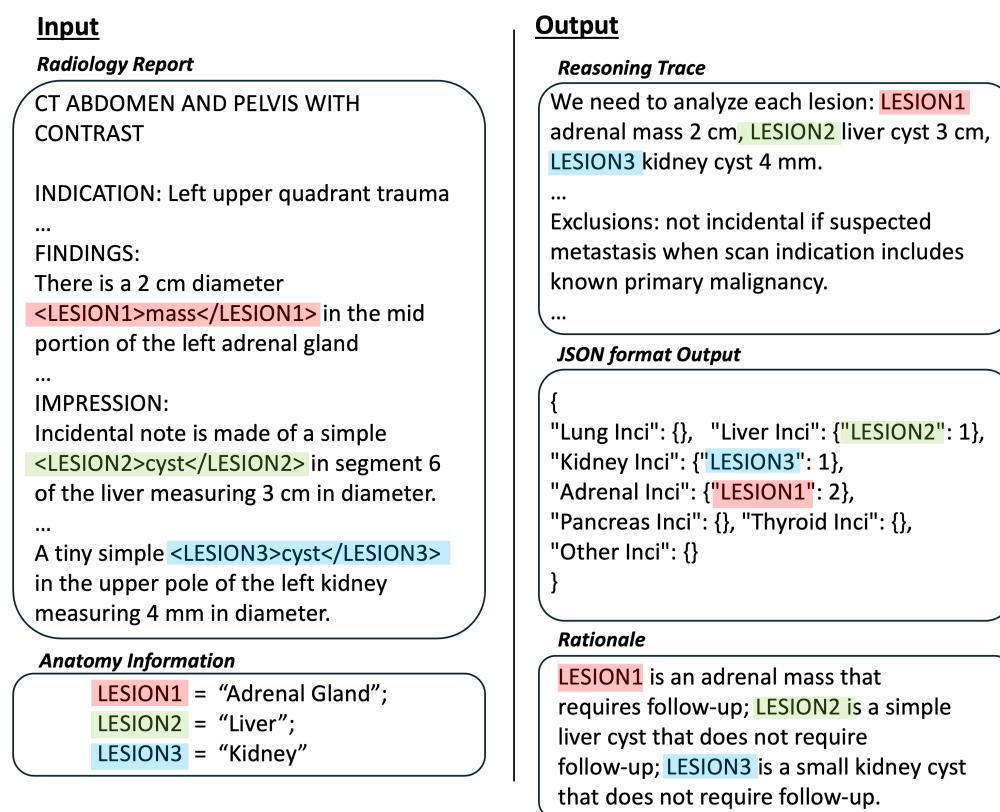 Input
Radiology Report
CT ABDOMEN AND PELVIS WITH
CONTRAST
INDICATION: Left upper quadrant trauma
...
FINDINGS:
There is a 2 cm diameter
<LESION1>mass</LESION1> in the mid
portion of the left adrenal gland
...
IMPRESSION:
Incidental note is made of a simple
<LESION2>cyst</LESION2> in segment 6
of the liver measuring 3 cm in diameter.
...
A tiny simple <LESION3>cyst</LESION3>
in the upper pole of the left kidney
measuring 4 mm in diameter.
Anatomy Information
LESION1 = “Adrenal Gland”;
LESION2 = “Liver”;
LESION3 = “Kidney”
Output
Reasoning Trace
We need to analyze each lesion: LESION1
adrenal mass 2 cm, LESION2 liver cyst 3 cm,
LESION3 kidney cyst 4 mm.
...
Exclusions: not incidental if suspected
metastasis when scan indication includes
known primary malignancy.
...
JSON format Output
{
"Lung Inci": {}, "Liver Inci": {"LESION2": 1},
"Kidney Inci": {"LESION3": 1},
"Adrenal Inci": {"LESION1": 2},
"Pancreas Inci": {}, "Thyroid Inci": {},
"Other Inci": {}
}
Rationale
LESION1 is an adrenal mass that
requires follow-up; LESION2 is a simple
liver cyst that does not require
follow-up; LESION3 is a small kidney cyst
that does not require follow-up.